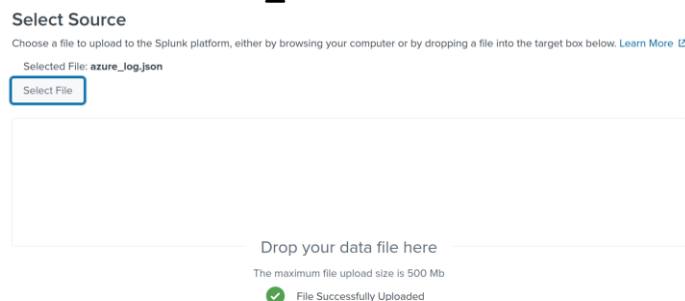 Select Source
Choose a file to upload to the Splunk platform, either by browsing your computer or by dropping a file into the target box below. Learn More
Selected File: azure_log.json
Select File
Drop your data file here
The maximum file upload size is 500 Mb
File Successfully Uploaded